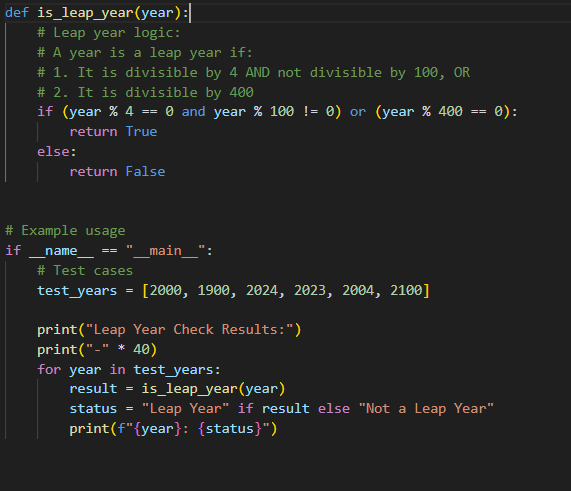 def is_leap_year(year):
    # Leap year logic:
    # A year is a leap year if:
    # 1. It is divisible by 4 AND not divisible by 100, OR
    # 2. It is divisible by 400
    if (year % 4 == 0 and year % 100 != 0) or (year % 400 == 0):
        return True
    else:
        return False
# Example usage
if __name__ == "__main__":
    # Test cases
    test_years = [2000, 1900, 2024, 2023, 2004, 2100]
    print("Leap Year Check Results:")
    print("-" * 40)
    for year in test_years:
        result = is_leap_year(year)
        status = "Leap Year" if result else "Not a Leap Year"
        print(f"{year}: {status}")